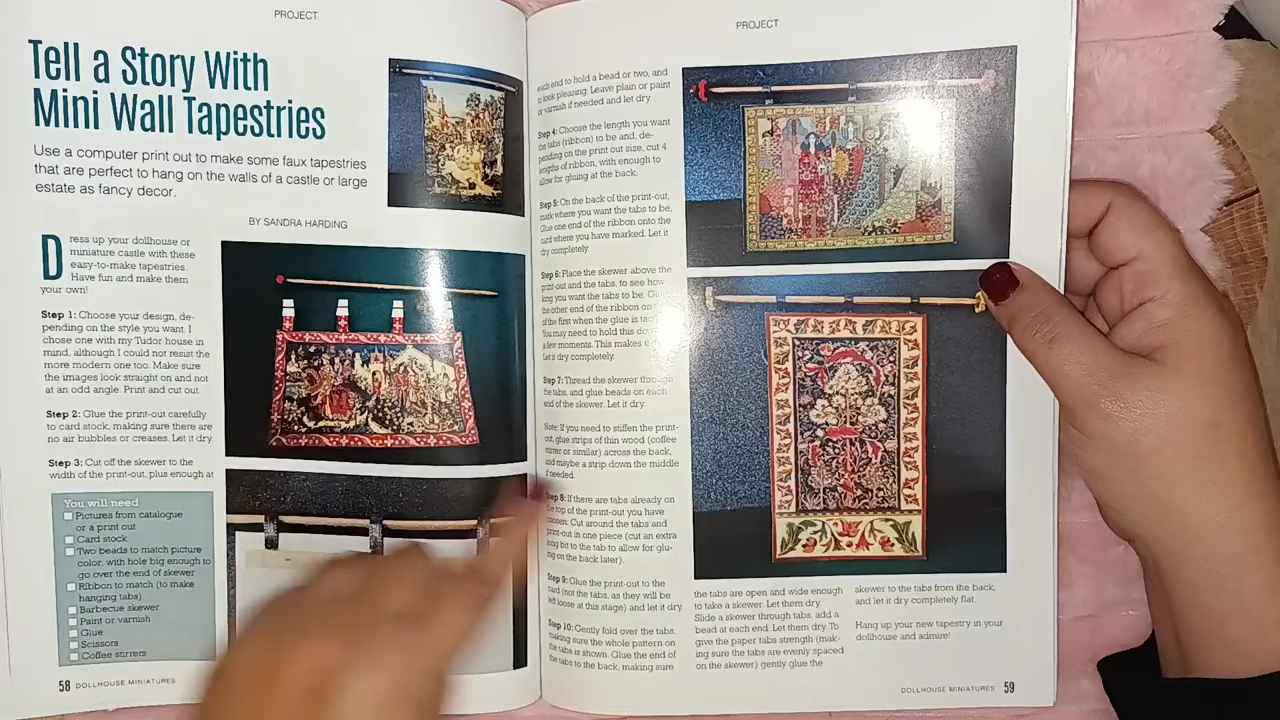 PROJECT
Tell a Story With
Mini Wall Tapestries
Use a computer print out to make some faux tapestries
that are perfect to hang on the walls of a castle or large
estate as fancy decor.
BY SANDRA HARDING
Dress up your dollhouse or
miniature castle with these
easy-to-make tapestries.
Have fun and make them
your own!
Step 1: Choose your design, de-
pending on the style you want. I
chose one with my Tudor house in
mind, although I could not resist the
more modern one too. Make sure
the images look straight on and not
at an odd angle. Print and cut out.
Step 2: Glue the print-out carefully
to card stock, making sure there are
no air bubbles or creases. Let it dry.
Step 3: Cut off the skewer to the
width of the print-out, plus enough at
You will need
Pictures from catalogue
or a print out
Card stock
Two beads to match picture
color, with hole big enough to
go over the end of skewer
Ribbon to match (to make
hanging tabs)
Barbecue skewer
Paint or varnish
Glue
Scissors
Coffee stirrers
58 DOLLHOUSE MINIATURES
PROJECT
each end to hold a bead or two, and
to look pleasing. Leave plain or paint
or varnish if needed and let dry.
Step 4: Choose the length you want
the tabs (ribbon) to be and, de-
pending on the print out size, cut 4
lengths of ribbon, with enough to
allow for gluing at the back.
Step 5: On the back of the print-out,
mark where you want the tabs to be.
Glue one end of the ribbon onto the
card where you have marked. Let it
dry completely.
Step 6: Place the skewer above the
print-out and the tabs, to see how
long you want the tabs to be. Glue
the other end of the ribbon on
of the first when the glue is
You may need to hold this
a few moments. This makes
Let it dry completely.
Step 7: Thread the skewer through
the tabs, and glue beads on each
end of the skewer. Let it dry.
Note: If you need to stiffen the print-
out, glue strips of thin wood (coffee
stirrer or similar) across the back,
and maybe a strip down the middle
if needed.
Step 8: If there are tabs already on
the top of the print-out you have
chosen: Cut around the tabs and
print-out in one piece (cut an extra
long bit to the tab to allow for glu-
ing on the back later).
Step 9: Glue the print-out to the
card (not the tabs, as they will be
left loose at this stage) and let it dry.
Step 10: Gently fold over the tabs,
making sure the whole pattern on
the tabs is shown. Glue the end of
the tabs to the back, making sure
the tabs are open and wide enough
to take a skewer. Let them dry.
Slide a skewer through tabs, add a
bead at each end. Let them dry. To
give the paper tabs strength (mak-
ing sure the tabs are evenly spaced
on the skewer) gently glue the
skewer to the tabs from the back,
and let it dry completely flat.
Hang up your new tapestry in your
dollhouse and admire!
DOLLHOUSE MINIATURES 59